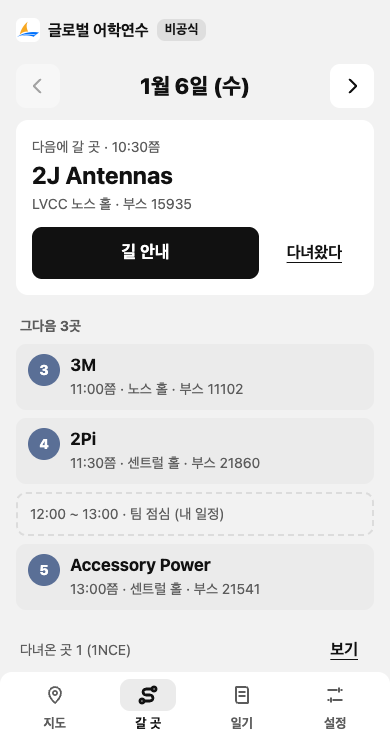 글로벌 어학연수 비공식
1월 6일 (수)
다음에 갈 곳 · 10:30쯤
2J Antennas
LVCC 노스 홀 · 부스 15935
길 안내 다녀왔다
그다음 3곳
3 3M
11:00쯤 · 노스 홀 · 부스 11102
4 2Pi
11:30쯤 · 센트럴 홀 · 부스 21860
12:00 ~ 13:00 · 팀 점심 (내 일정)
5 Accessory Power
13:00쯤 · 센트럴 홀 · 부스 21541
다녀온 곳 1 (1NCE) 보기
지도 갈 곳 일기 설정